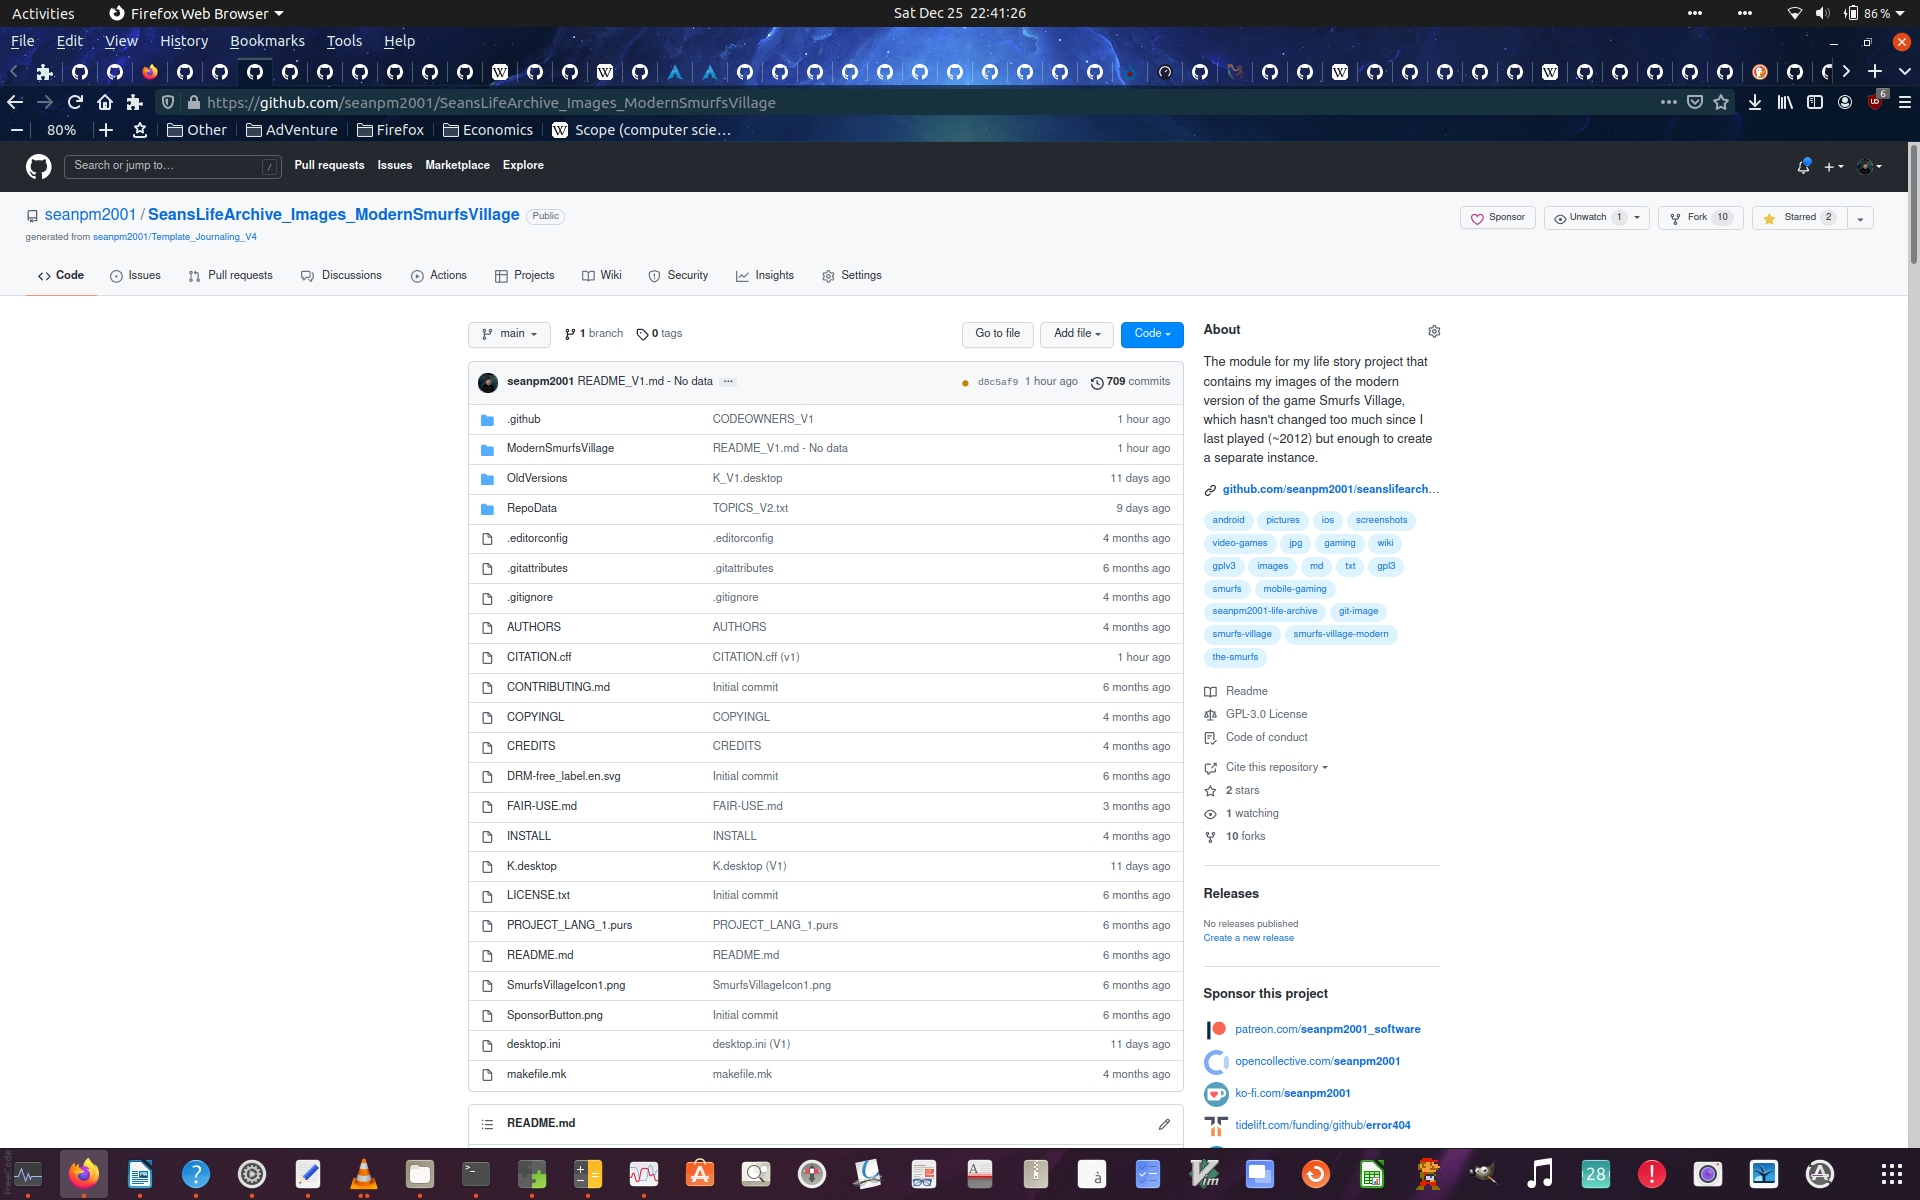 Activities Firefox Web Browser Sat Dec 25 22:41:26 86 %
File Edit View History Bookmarks Tools Help
https://github.com/seanpm2001/SeansLifeArchive_Images_ModernSmurfsVillage 6
80% Other AdVenture Firefox Economics Scope (computer scie…
Search or jump to… / Pull requests Issues Marketplace Explore
seanpm2001 / SeansLifeArchive_Images_ModernSmurfsVillage Public Sponsor Unwatch 1 Fork 10 Starred 2
generated from seanpm2001/Template_Journaling_V4
Code Issues Pull requests Discussions Actions Projects Wiki Security Insights Settings
main 1 branch 0 tags Go to file Add file Code
seanpm2001 README_V1.md - No data ... d8c5af9 1 hour ago 709 commits
.github CODEOWNERS_V1 1 hour ago
ModernSmurfsVillage README_V1.md - No data 1 hour ago
OldVersions K_V1.desktop 11 days ago
RepoData TOPICS_V2.txt 9 days ago
.editorconfig .editorconfig 4 months ago
.gitattributes .gitattributes 6 months ago
.gitignore .gitignore 4 months ago
AUTHORS AUTHORS 4 months ago
CITATION.cff CITATION.cff (v1) 1 hour ago
CONTRIBUTING.md Initial commit 6 months ago
COPYINGL COPYINGL 4 months ago
CREDITS CREDITS 4 months ago
DRM-free_label.en.svg Initial commit 6 months ago
FAIR-USE.md FAIR-USE.md 3 months ago
INSTALL INSTALL 4 months ago
K.desktop K.desktop (V1) 11 days ago
LICENSE.txt Initial commit 6 months ago
PROJECT_LANG_1.purs PROJECT_LANG_1.purs 6 months ago
README.md README.md 6 months ago
SmurfsVillageIcon1.png SmurfsVillageIcon1.png 6 months ago
SponsorButton.png Initial commit 6 months ago
desktop.ini desktop.ini (V1) 11 days ago
makefile.mk makefile.mk 4 months ago
README.md
About
The module for my life story project that
contains my images of the modern
version of the game Smurfs Village,
which hasn't changed too much since I
last played (~2012) but enough to create
a separate instance.
github.com/seanpm2001/seanslifearch…
android pictures ios screenshots
video-games jpg gaming wiki
gplv3 images md txt gpl3
smurfs mobile-gaming
seanpm2001-life-archive git-image
smurfs-village smurfs-village-modern
the-smurfs
Readme
GPL-3.0 License
Code of conduct
Cite this repository
2 stars
1 watching
10 forks
Releases
No releases published
Create a new release
Sponsor this project
patreon.com/seanpm2001_software
opencollective.com/seanpm2001
ko-fi.com/seanpm2001
tidelift.com/funding/github/error404
28